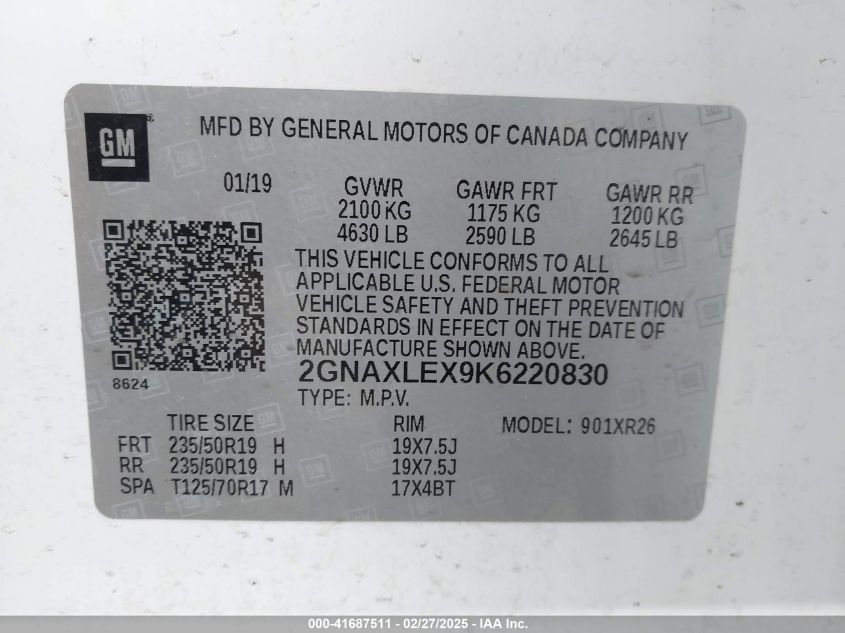 GM ®
MFD BY GENERAL MOTORS OF CANADA COMPANY
01/19 GVWR GAWR FRT GAWR RR
2100 KG 1175 KG 1200 KG
4630 LB 2590 LB 2645 LB
THIS VEHICLE CONFORMS TO ALL
APPLICABLE U.S. FEDERAL MOTOR
VEHICLE SAFETY AND THEFT PREVENTION
STANDARDS IN EFFECT ON THE DATE OF
MANUFACTURE SHOWN ABOVE.
8624 2GNAXLEX9K6220830
TYPE: M.P.V.
TIRE SIZE RIM MODEL: 901XR26
FRT 235/50R19 H 19X7.5J
RR 235/50R19 H 19X7.5J
SPA T125/70R17 M 17X4BT
000-41687511 - 02/27/2025 - IAA Inc.